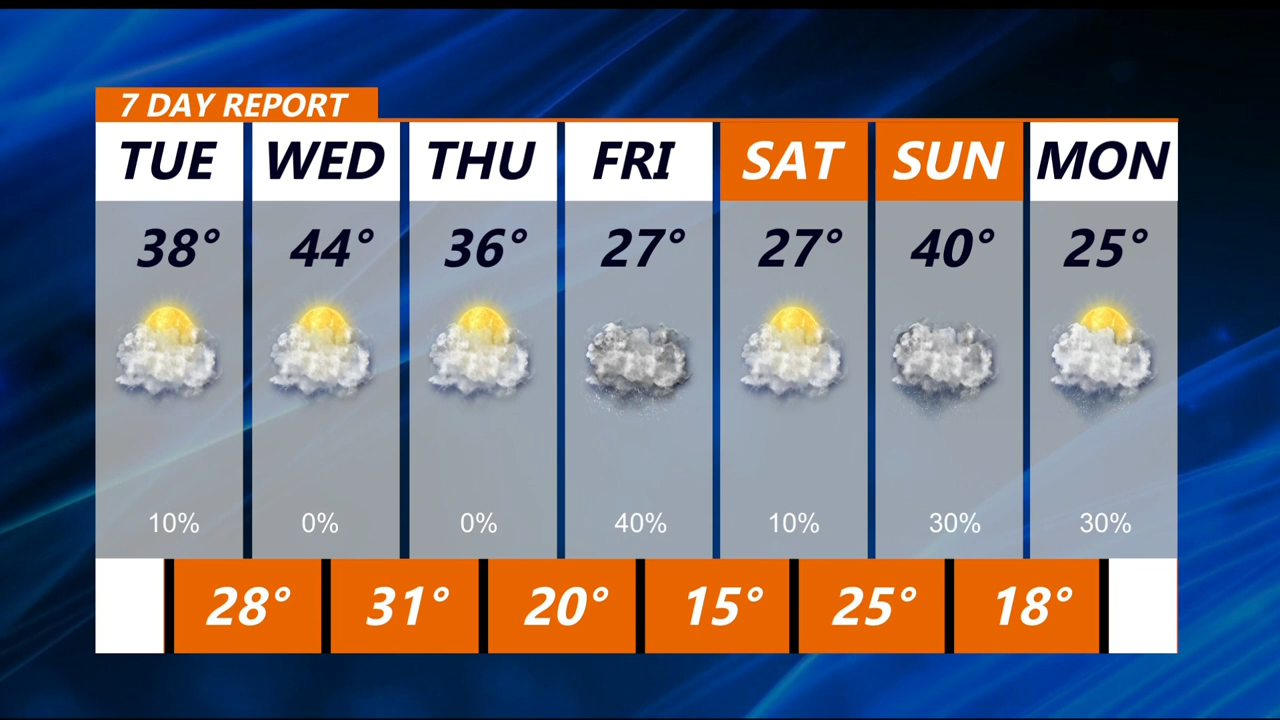 7 DAY REPORT
TUE WED THU FRI SAT SUN MON
38° 44° 36° 27° 27° 40° 25°
10% 0% 0% 40% 10% 30% 30%
28° 31° 20° 15° 25° 18°